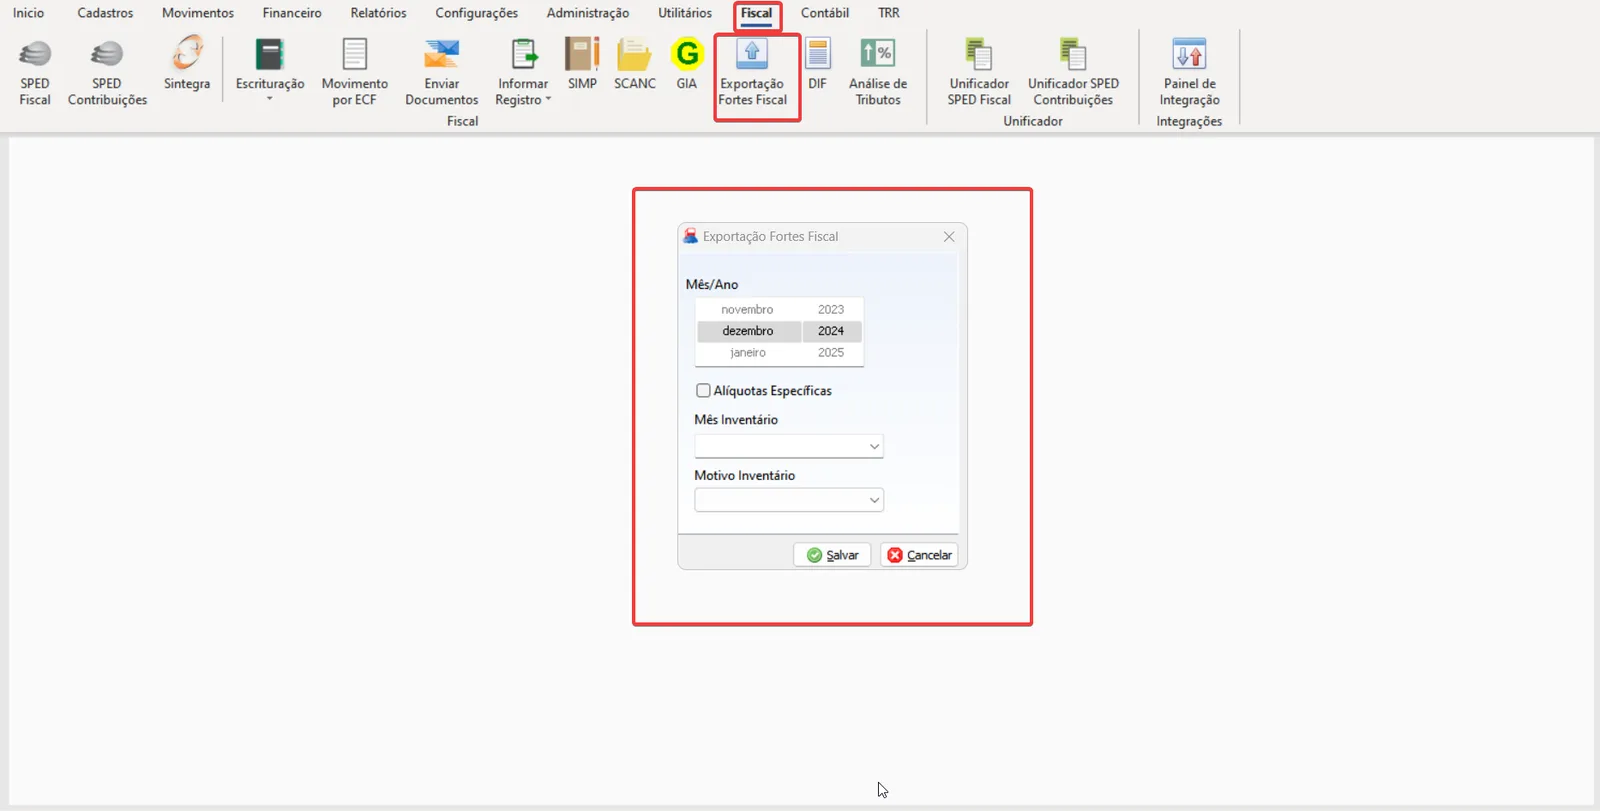 Inicio Cadastros Movimentos Financeiro Relatórios Configurações Administração Utilitários Fiscal Contábil TRR
SPED Fiscal
SPED Contribuições
Sintegra
Escrituração
Movimento por ECF
Enviar Documentos
Informar Registro
SIMP
SCANC
G
GIA
Exportação Fortes Fiscal
DIF
%
Análise de Tributos
Unificador SPED Fiscal
Unificador SPED Contribuições
Painel de Integração
Fiscal
Unificador
Integrações
Exportação Fortes Fiscal
Mês/Ano
novembro 2023
dezembro 2024
janeiro 2025
Alíquotas Específicas
Mês Inventário
Motivo Inventário
Salvar Cancelar